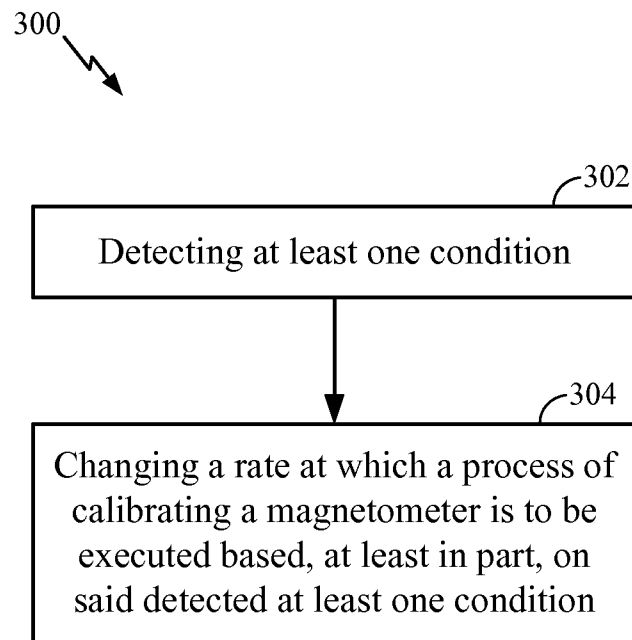 300
302
Detecting at least one condition
304
Changing a rate at which a process of
calibrating a magnetometer is to be
executed based, at least in part, on
said detected at least one condition